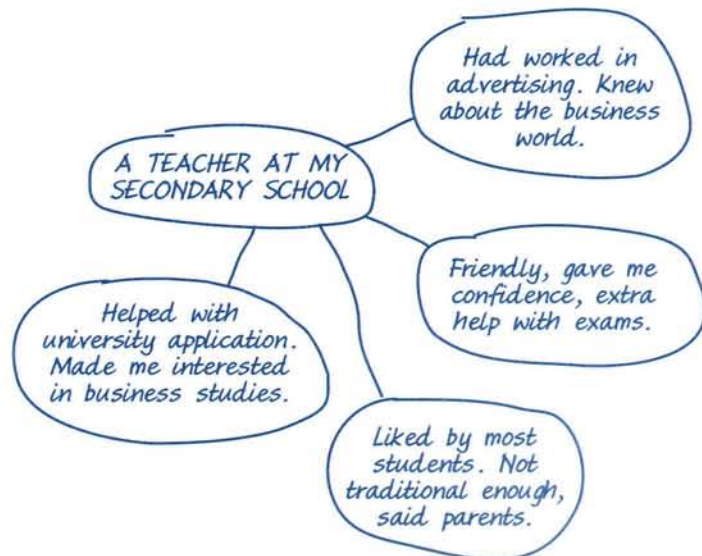 Had worked in
advertising. Knew
about the business
world.
A TEACHER AT MY
SECONDARY SCHOOL
Friendly, gave me
confidence, extra
help with exams.
Helped with
university application.
Made me interested
in business studies.
Liked by most
students. Not
traditional enough,
said parents.